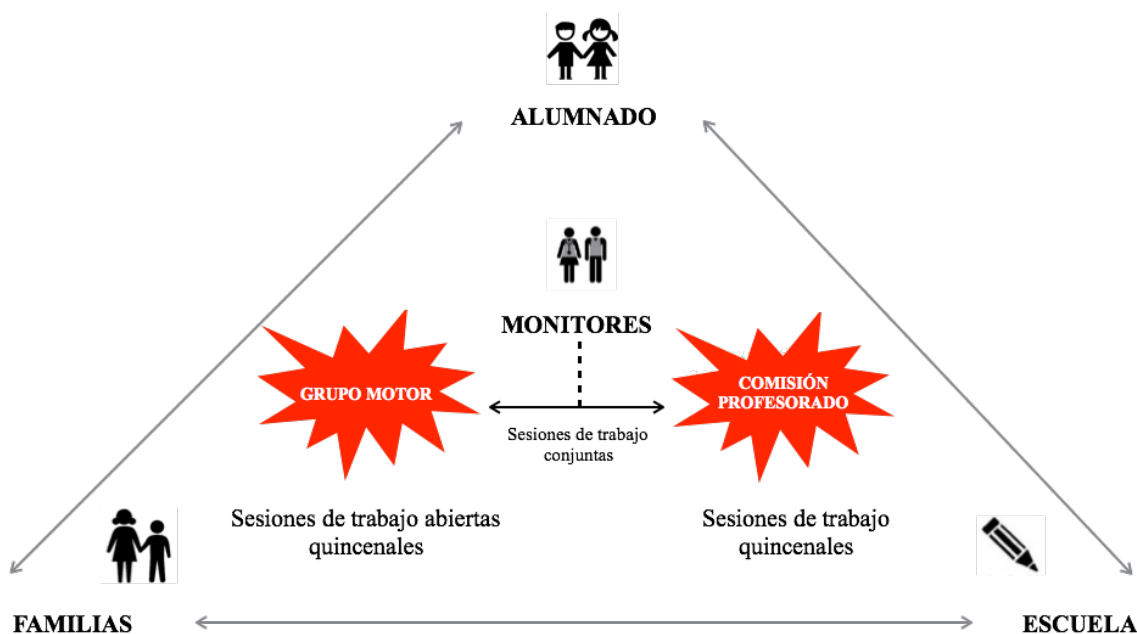 ALUMNADO
MONITORES
GRUPO MOTOR
COMISIÓN
PROFESORADO
Sesiones de trabajo
conjuntas
Sesiones de trabajo abiertas
quincenales
Sesiones de trabajo
quincenales
FAMILIAS
ESCUELA